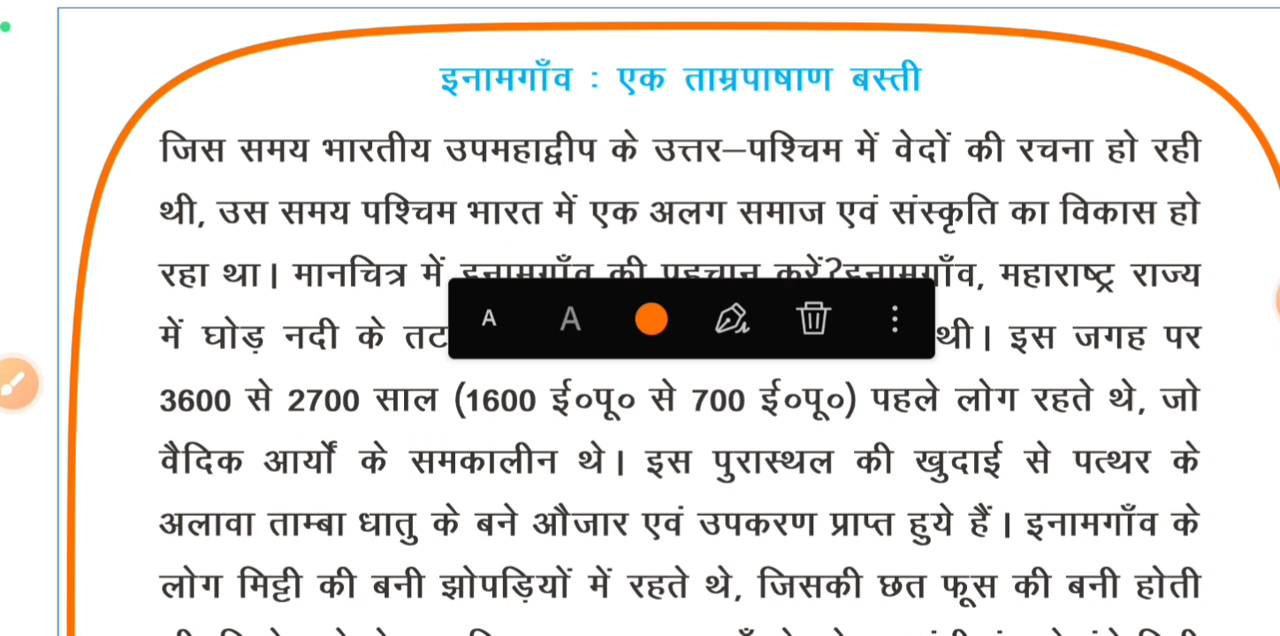 इनामगाँव : एक ताम्रपाषाण बस्ती
जिस समय भारतीय उपमहाद्वीप के उत्तर–पश्चिम में वेदों की रचना हो रही
थी, उस समय पश्चिम भारत में एक अलग समाज एवं संस्कृति का विकास हो
रहा था। मानचित्र में इनामगाँव की पहचान करें?इनामगाँव, महाराष्ट्र राज्य
में घोड़ नदी के तट थी। इस जगह पर
A A
3600 से 2700 साल (1600 ई०पू० से 700 ई०पू०) पहले लोग रहते थे, जो
वैदिक आर्यों के समकालीन थे। इस पुरास्थल की खुदाई से पत्थर के
अलावा ताम्बा धातु के बने औजार एवं उपकरण प्राप्त हुये हैं। इनामगाँव के
लोग मिट्टी की बनी झोपड़ियों में रहते थे, जिसकी छत फूस की बनी होती